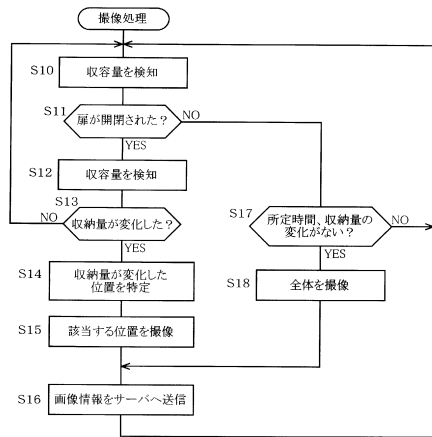 撮像処理
S10
収容量を検知
S11
扉が開閉された？
NO
YES
S12
収容量を検知
S13
NO
収納量が変化した？
YES
S14
収納量が変化した
位置を特定
S15
該当する位置を撮像
S16
画像情報をサーバへ送信
S17
所定時間、収納量の
変化がない？
NO
YES
S18
全体を撮像